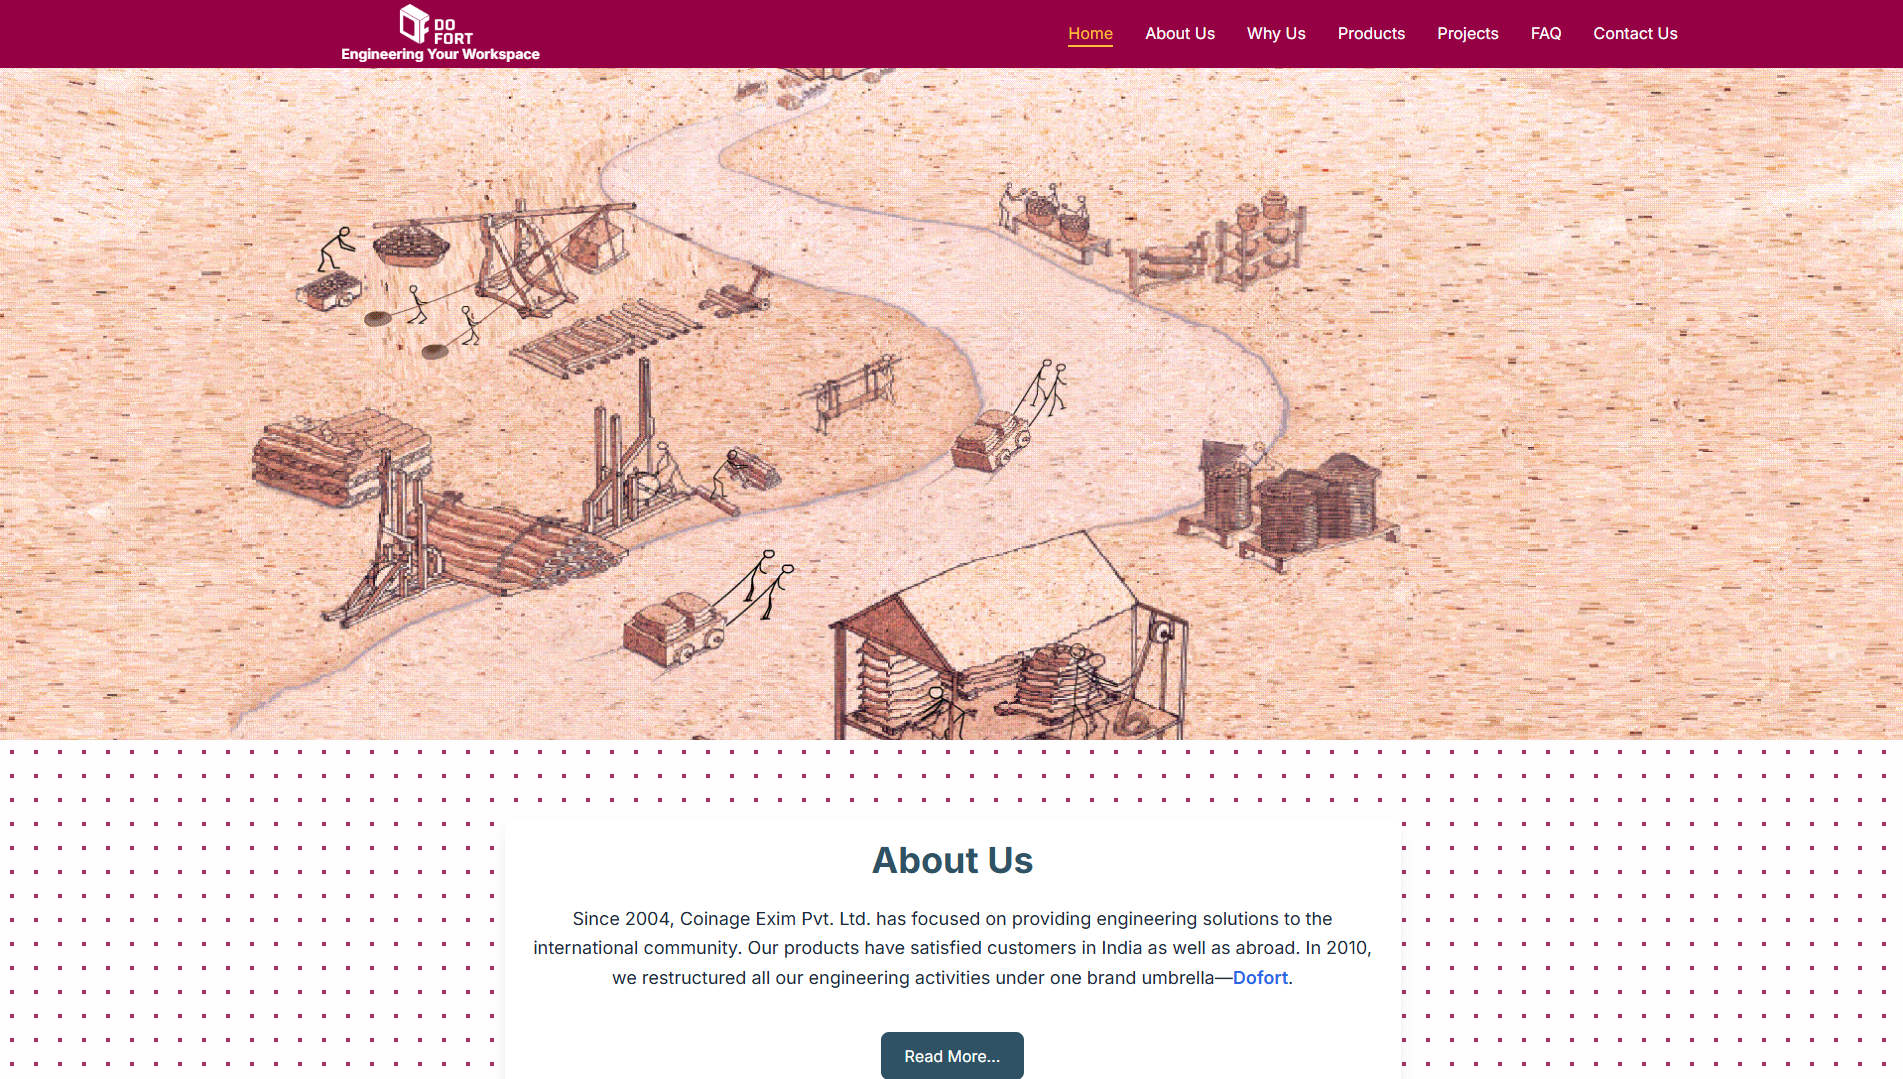 DO
FORT
Engineering Your Workspace
Home About Us Why Us Products Projects FAQ Contact Us
About Us
Since 2004, Coinage Exim Pvt. Ltd. has focused on providing engineering solutions to the
international community. Our products have satisfied customers in India as well as abroad. In 2010,
we restructured all our engineering activities under one brand umbrella—Dofort.
Read More...